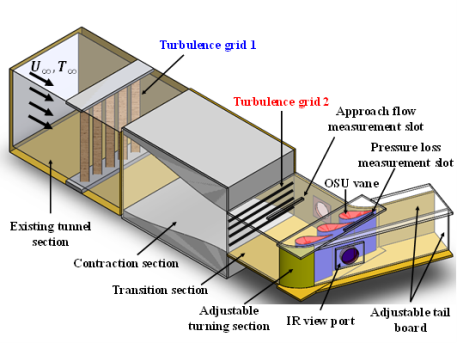 Turbulence grid 1
U∞, T∞
Turbulence grid 2
Approach flow
measurement slot
Pressure loss
measurement slot
OSU vane
Existing tunnel
section
Contraction section
Transition section
Adjustable
turning section
IR view port
Adjustable tail
board